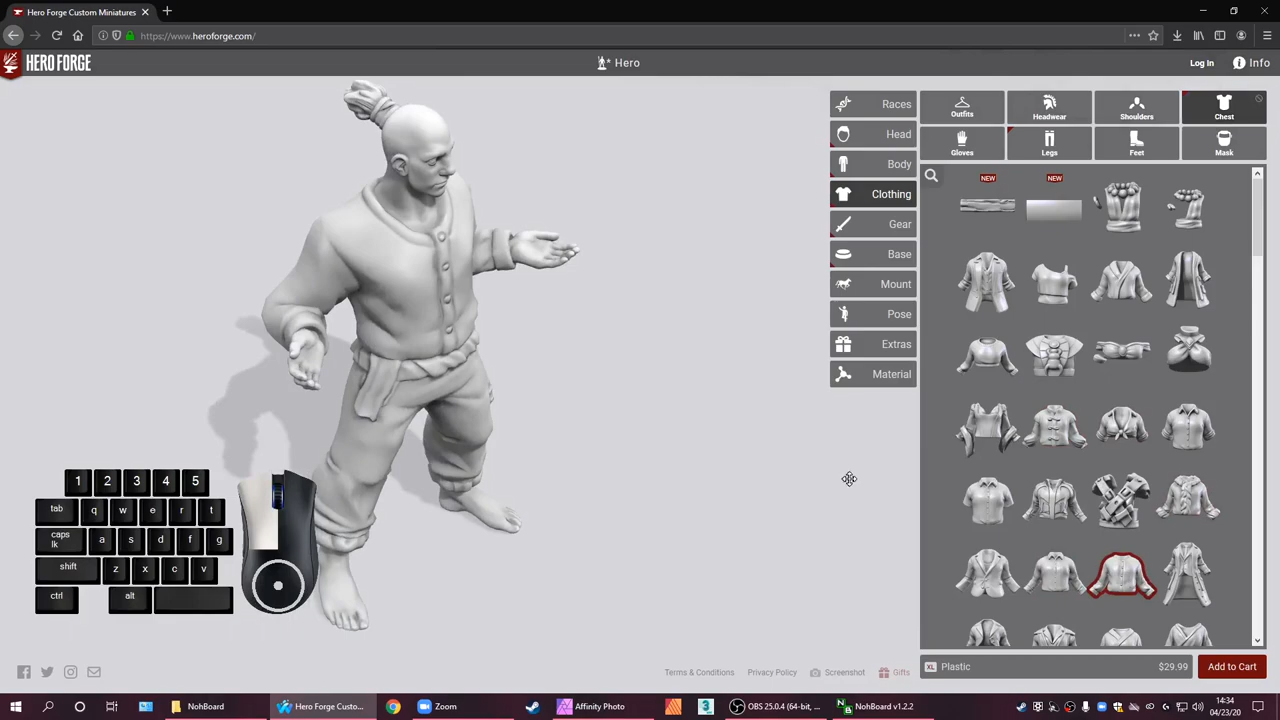 Hero Forge Custom Miniatures
https://www.heroforge.com/
HERO FORGE
* Hero
Log In
Info
Races
Head
Body
Clothing
Gear
Base
Mount
Pose
Extras
Material
Outfits
Headwear
Shoulders
Chest
Gloves
Legs
Feet
Mask
NEW
NEW
1 2 3 4 5
tab q w e r t
caps lk a s d f g
shift z x c v
ctrl alt
Terms & Conditions
Privacy Policy
Screenshot
Gifts
XL Plastic $29.99
Add to Cart
NohBoard
Hero Forge Custo...
Zoom
Affinity Photo
OBS 25.0.4 (64-bit, ...
NohBoard v1.2.2
14:34
04/23/20